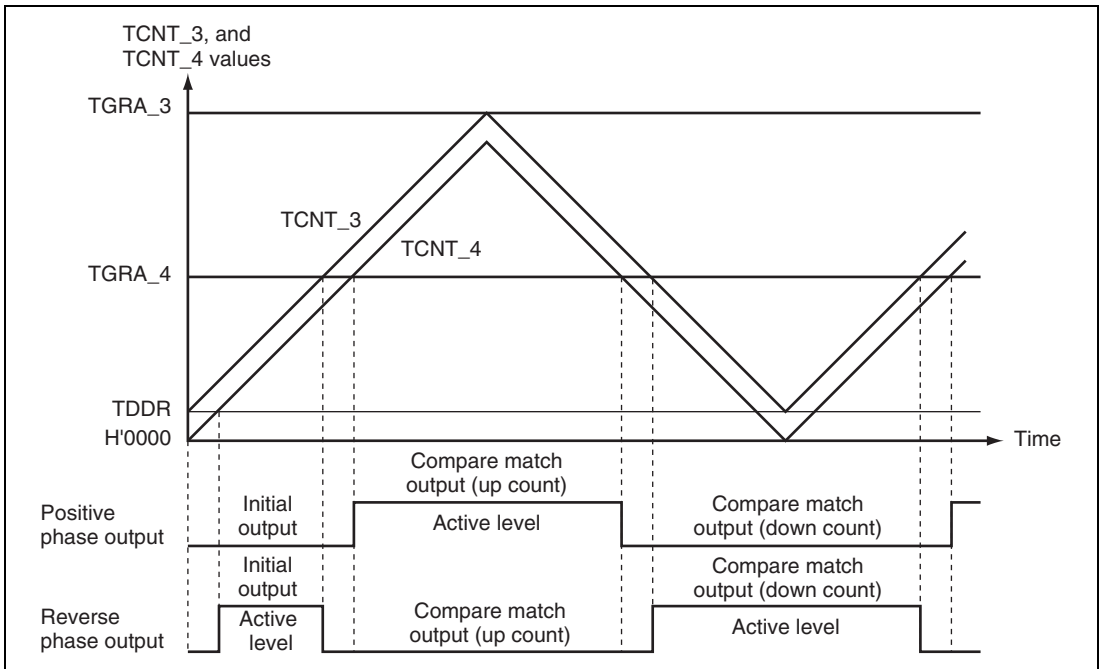 TCNT_3, and
TCNT_4 values
TGRA_3
TCNT_3
TCNT_4
TGRA_4
TDDR
H'0000
Time
Compare match
output (up count)
Positive
phase output
Initial
output
Active level
Compare match
output (down count)
Initial
output
Compare match
output (down count)
Reverse
phase output
Active
level
Compare match
output (up count)
Active level